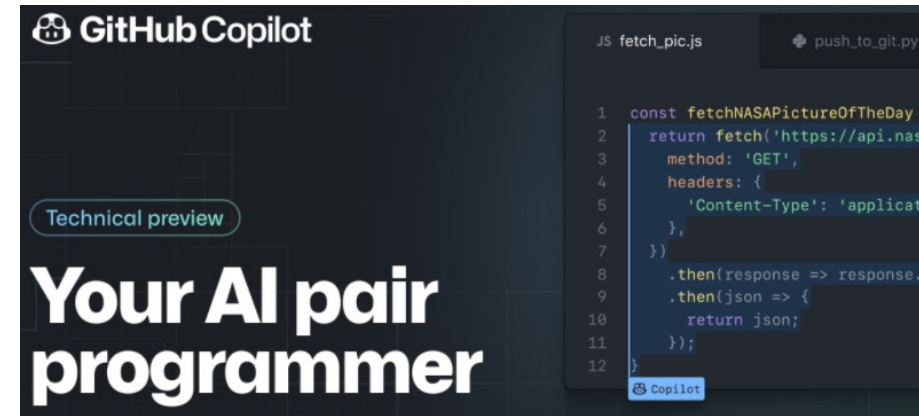 GitHub Copilot
Technical preview
Your AI pair
programmer
JS fetch_pic.js
push_to_git.py
1 const fetchNASAPictureOfTheDay
2 return fetch('https://api.nas
3 method: 'GET',
4 headers: {
5 'Content-Type': 'applicat
6 },
7 })
8 .then(response => response.
9 .then(json => {
10 return json;
11 });
12 }
Copilot